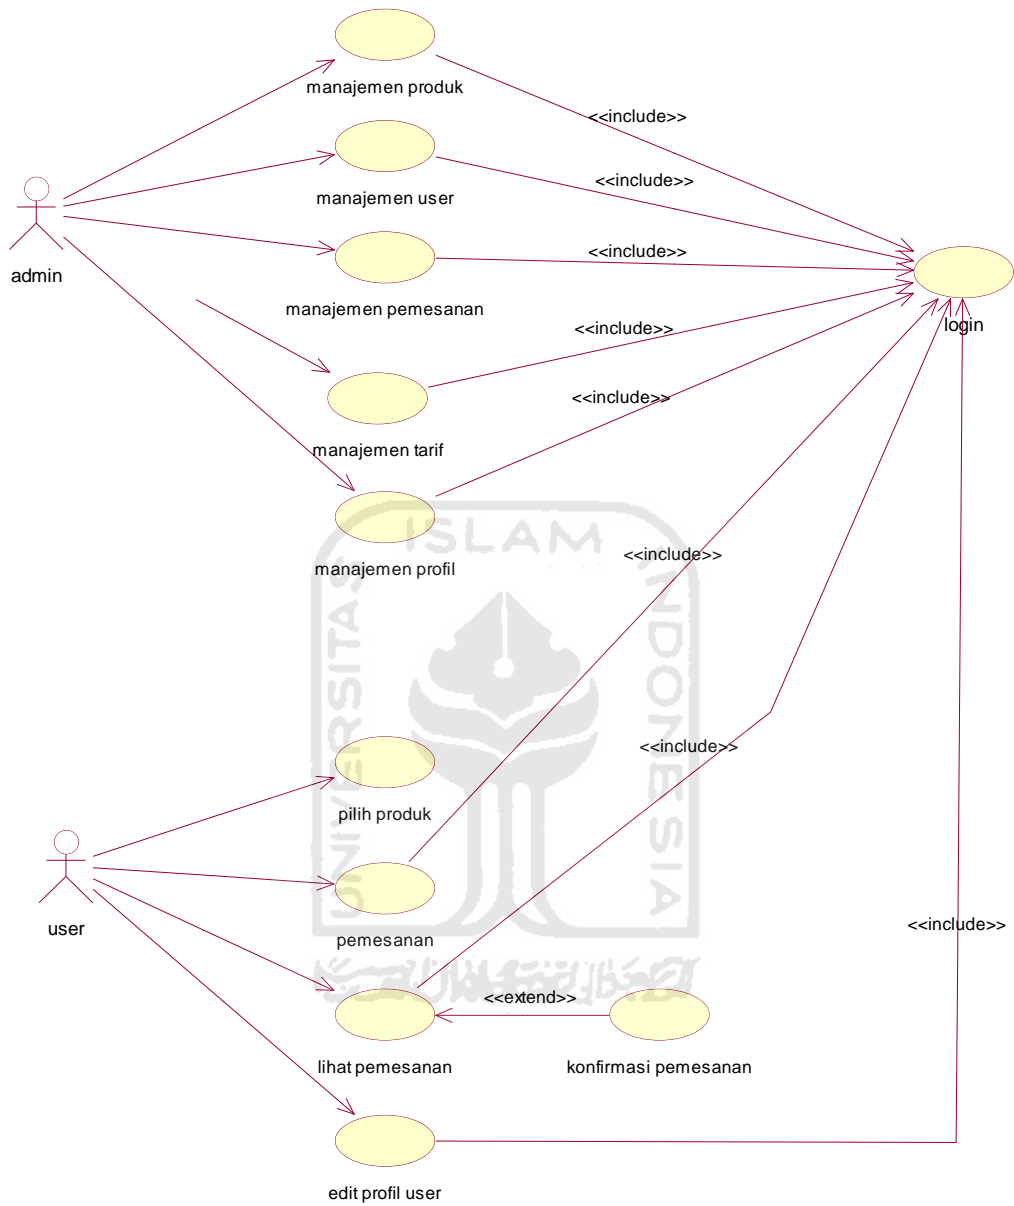 manajemen produk
<<include>>
manajemen user
<<include>>
admin
manajemen pemesanan
<<include>>
login
manajemen tarif
<<include>>
manajemen profil
<<include>>
ISLAM
UNIVERSITAS
INDONESIA
<<include>>
pilih produk
<<include>>
user
pemesanan
<<include>>
lihat pemesanan
<<extend>>
konfirmasi pemesanan
edit profil user